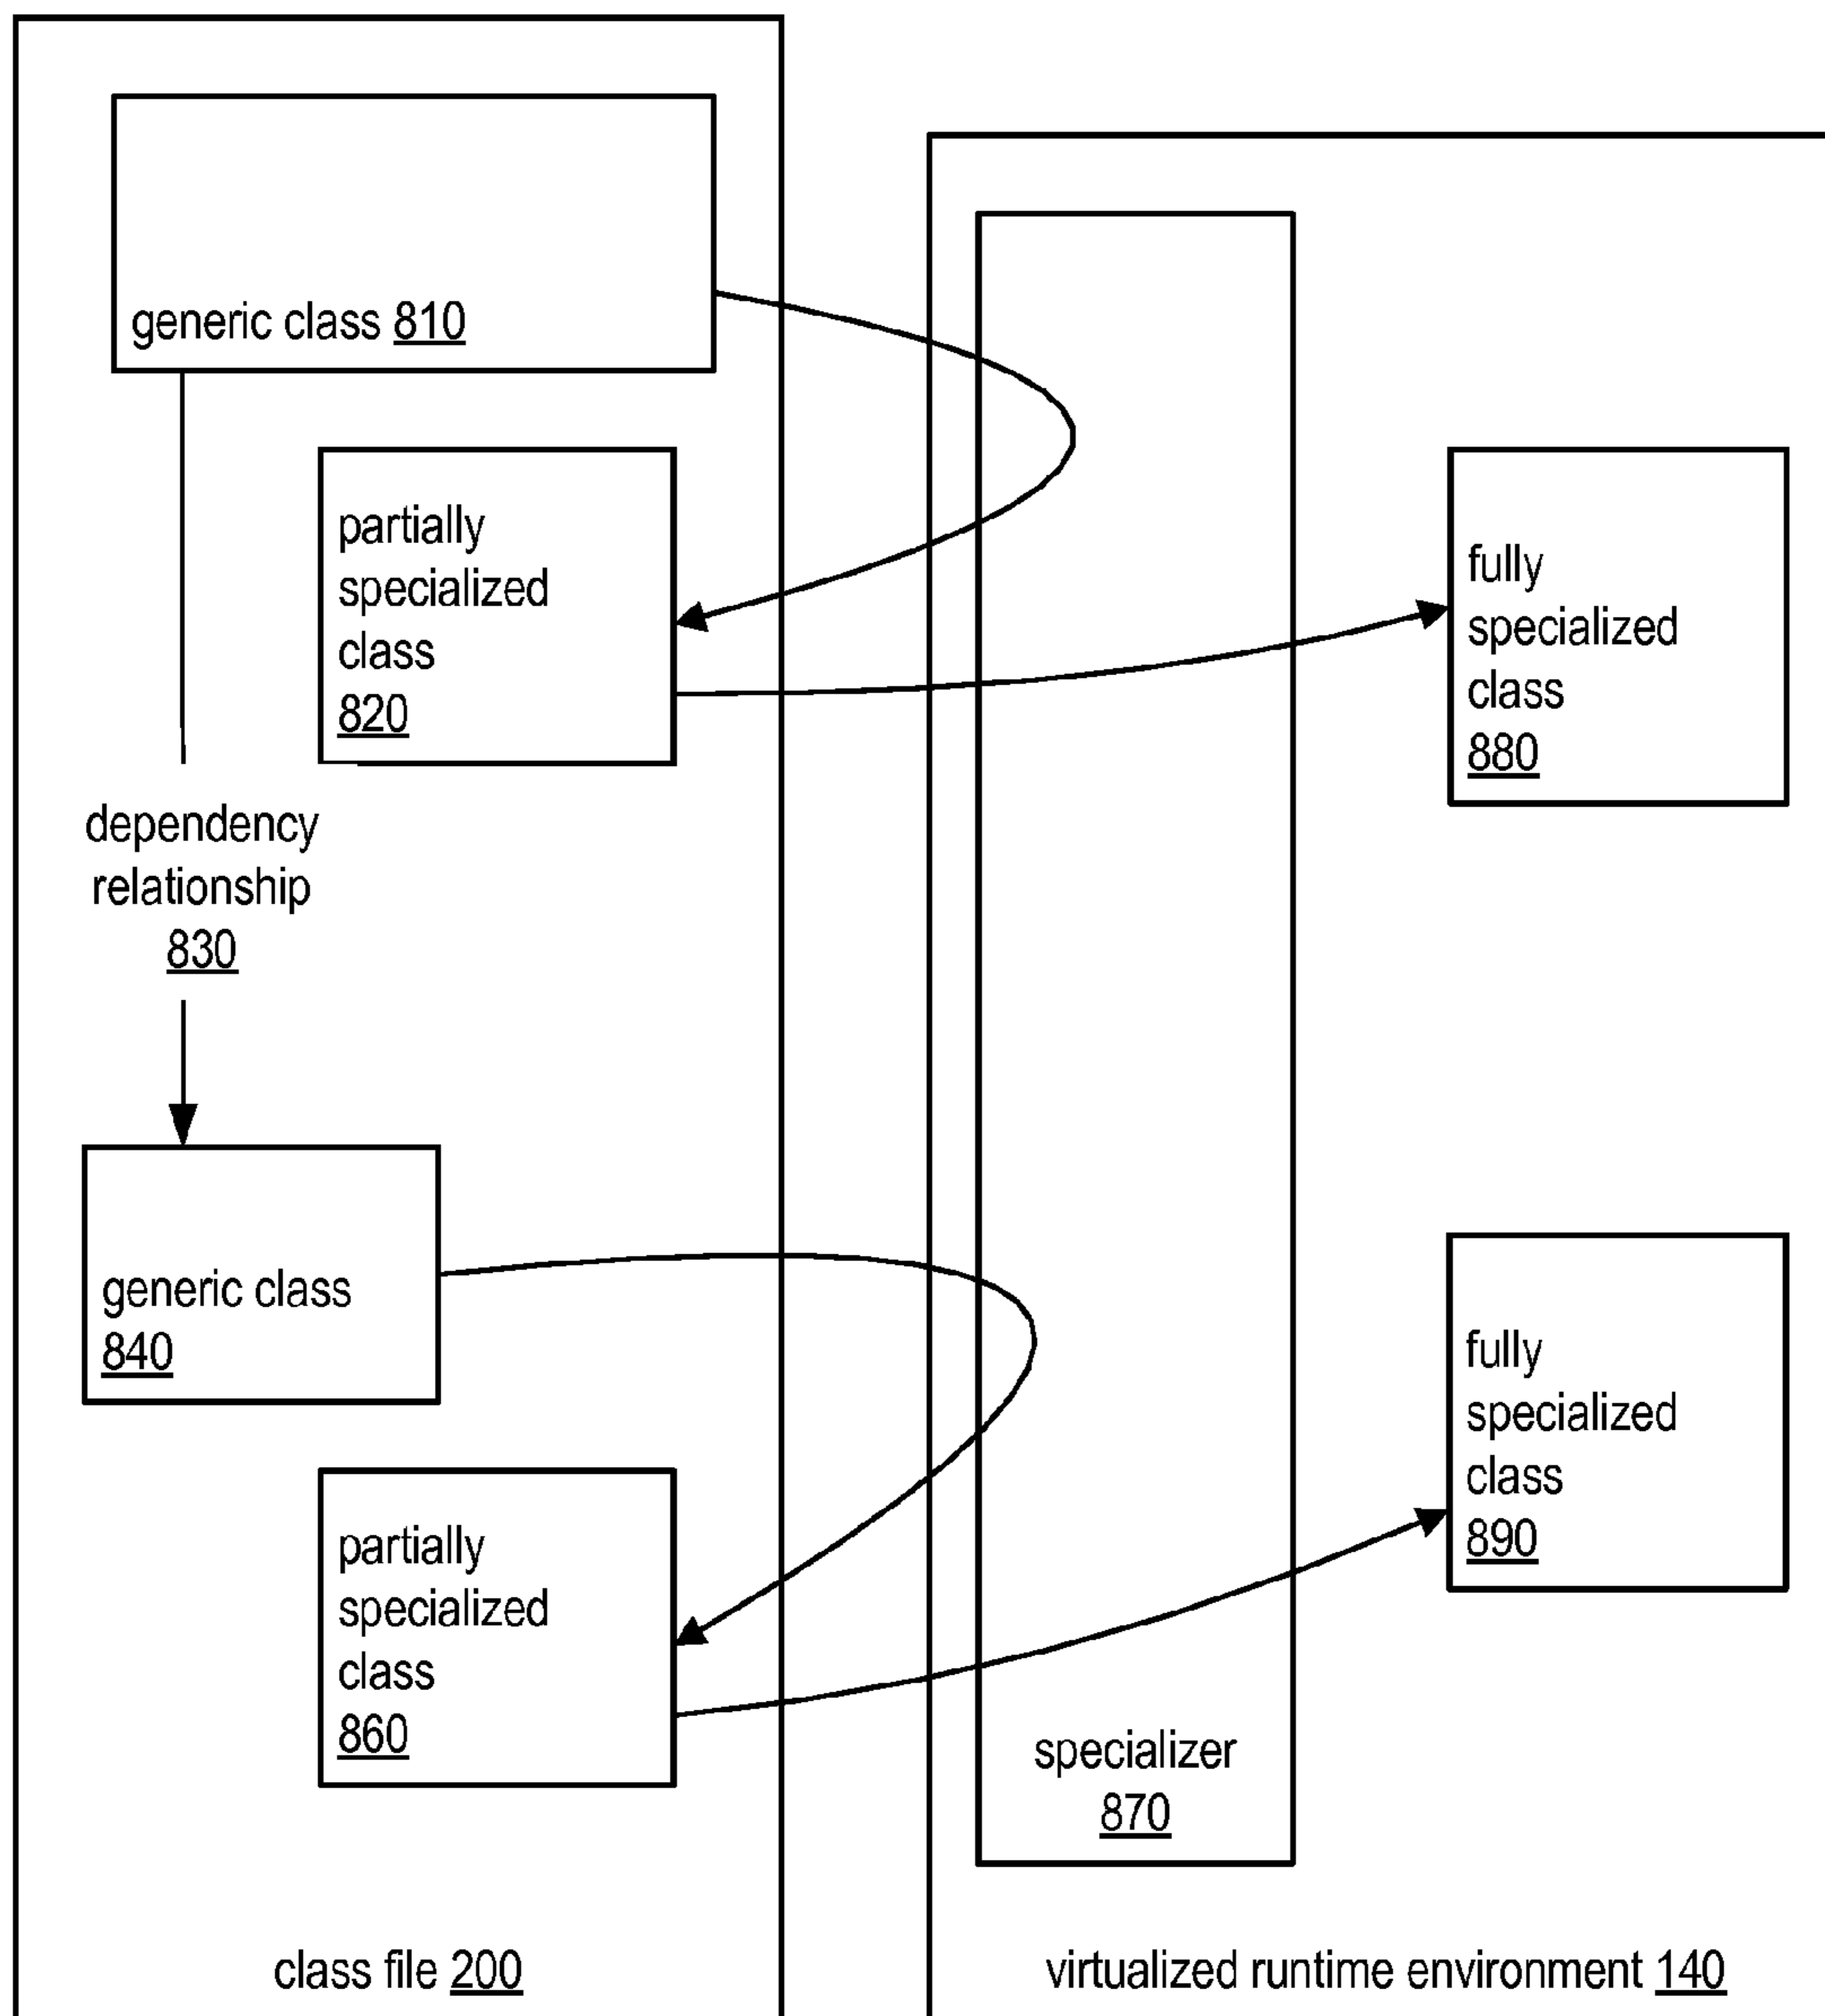 generic class 810
partially
specialized
class
820
fully
specialized
class
880
dependency
relationship
830
generic class
840
fully
specialized
class
890
partially
specialized
class
860
specializer
870
class file 200
virtualized runtime environment 140